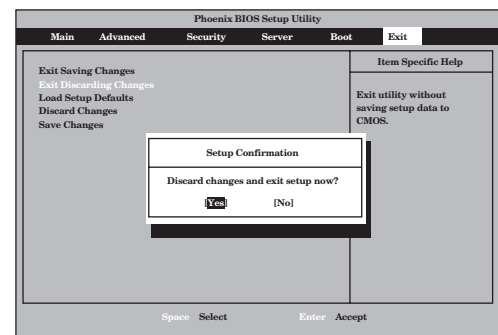 Phoenix BIOS Setup Utility
Main Advanced Security Server Boot Exit
Exit Saving Changes
Exit Discarding Changes
Load Setup Defaults
Discard Changes
Save Changes
Item Specific Help
Exit utility without
saving setup data to
CMOS.
Setup Confirmation
Discard changes and exit setup now?
[Yes] [No]
Space Select Enter Accept